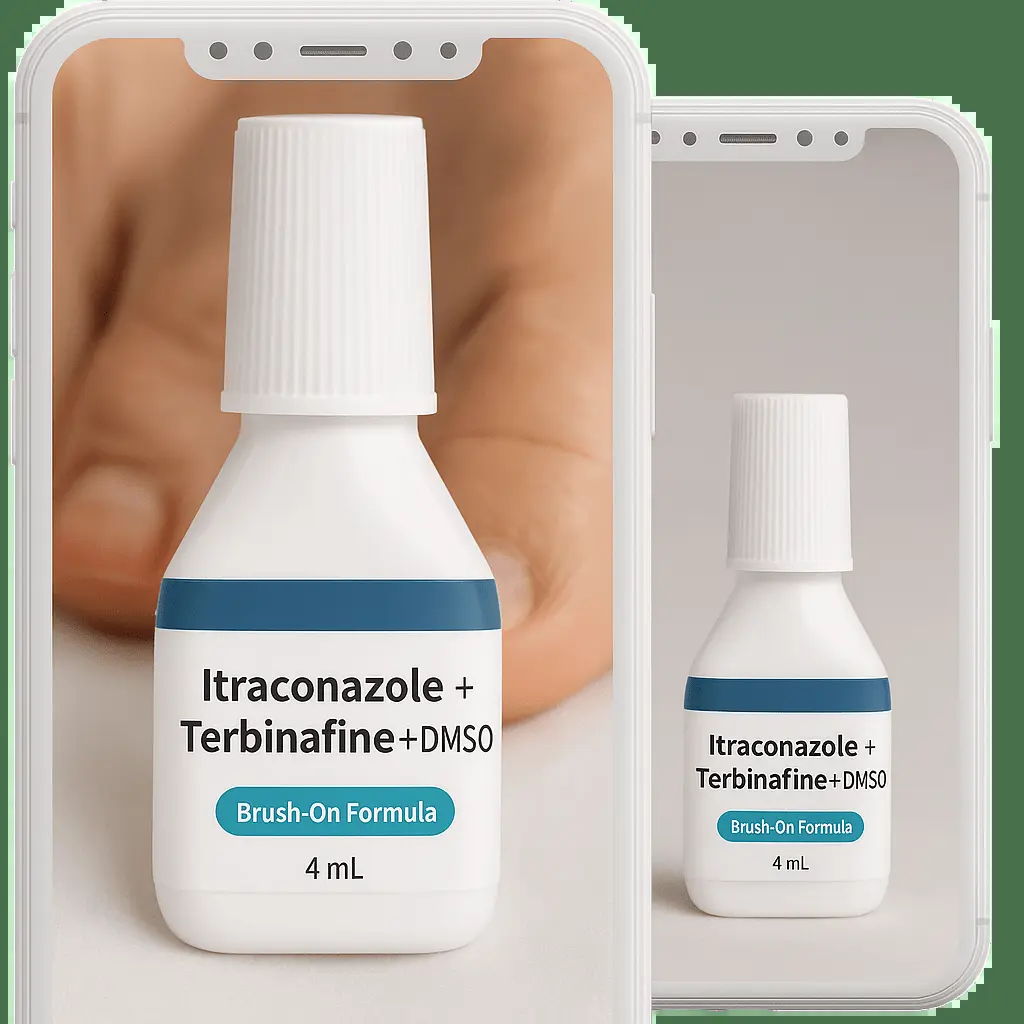 Itraconazole +
Terbinafine+DMSO
Brush-On Formula
4 mL
Itraconazole +
Terbinafine+DMSO
Brush-On Formula
4 mL